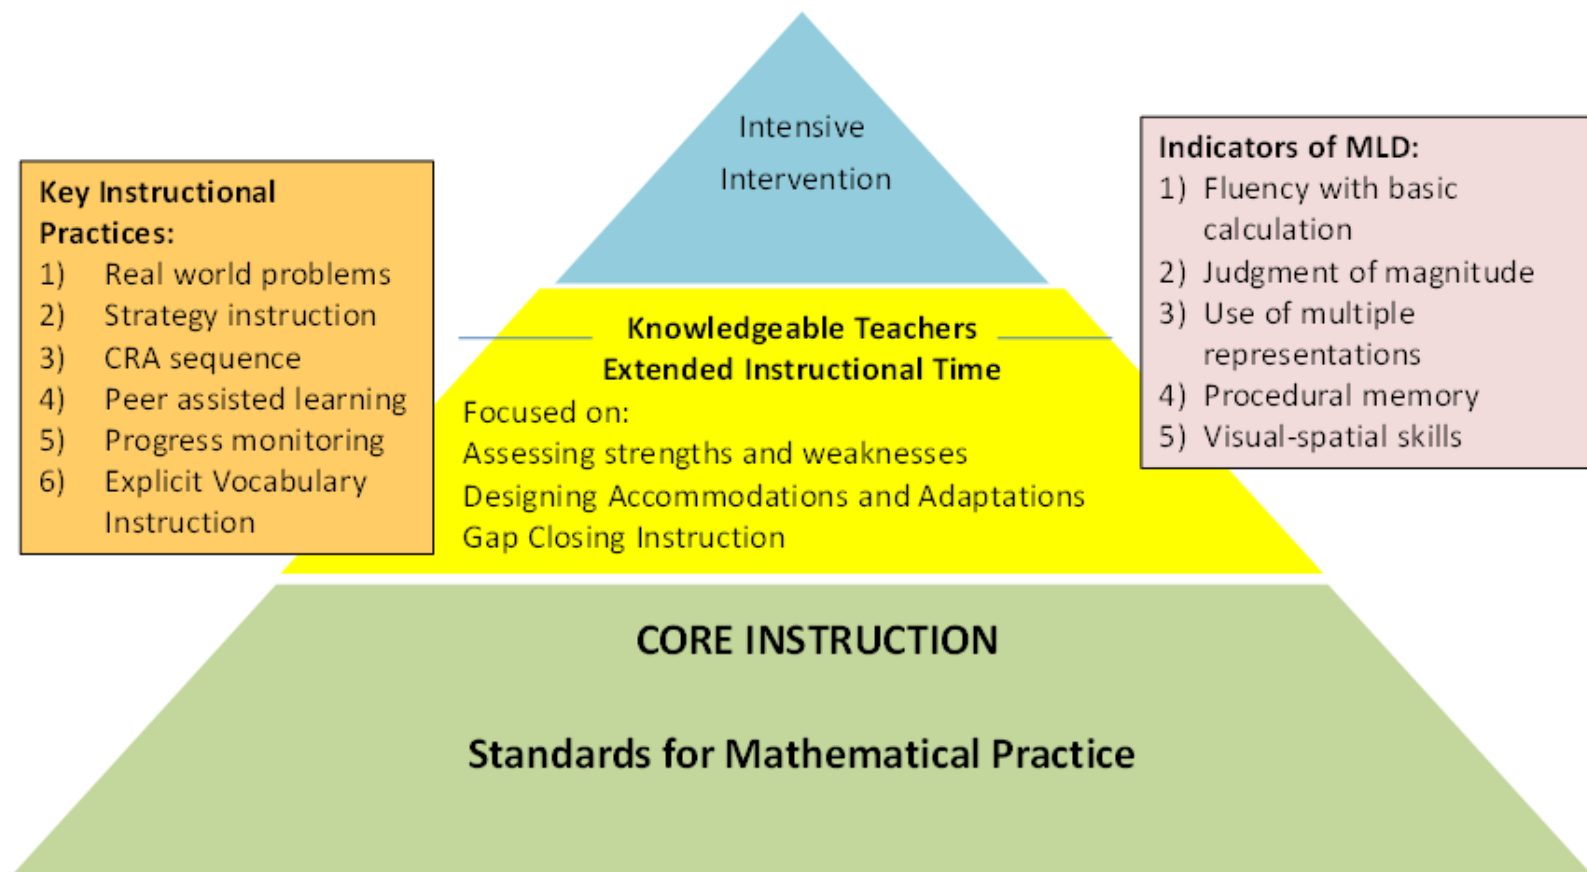 Intensive
Intervention
Key Instructional
Practices:
1) Real world problems
2) Strategy instruction
3) CRA sequence
4) Peer assisted learning
5) Progress monitoring
6) Explicit Vocabulary
Instruction
Knowledgeable Teachers
Extended Instructional Time
Focused on:
Assessing strengths and weaknesses
Designing Accommodations and Adaptations
Gap Closing Instruction
Indicators of MLD:
1) Fluency with basic
calculation
2) Judgment of magnitude
3) Use of multiple
representations
4) Procedural memory
5) Visual-spatial skills
CORE INSTRUCTION
Standards for Mathematical Practice